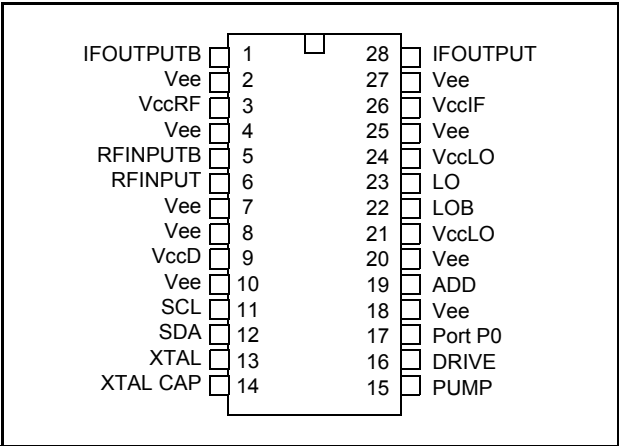 IFOUTPUTB 1 28 IFOUTPUT
Vee 2 27 Vee
VccRF 3 26 VccIF
Vee 4 25 Vee
RFINPUTB 5 24 VccLO
RFINPUT 6 23 LO
Vee 7 22 LOB
Vee 8 21 VccLO
VccD 9 20 Vee
Vee 10 19 ADD
SCL 11 18 Vee
SDA 12 17 Port P0
XTAL 13 16 DRIVE
XTAL CAP 14 15 PUMP